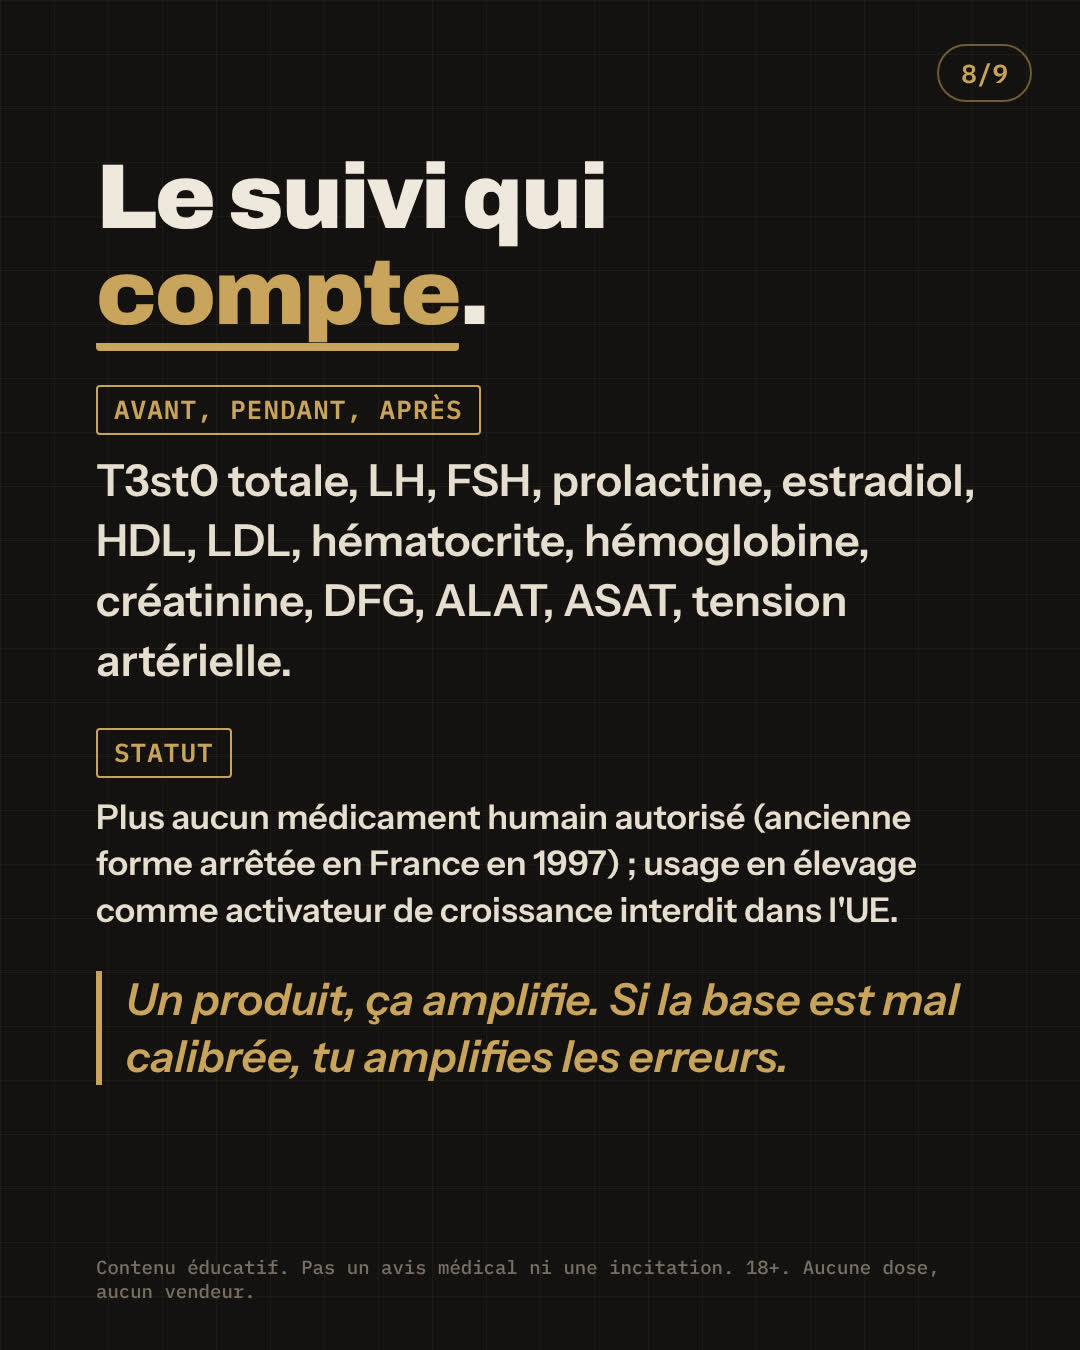 8/9
Le suivi qui
compte.
AVANT, PENDANT, APRÈS
T3st0 totale, LH, FSH, prolactine, estradiol,
HDL, LDL, hématocrite, hémoglobine,
créatinine, DFG, ALAT, ASAT, tension
artérielle.
STATUT
Plus aucun médicament humain autorisé (ancienne
forme arrêtée en France en 1997) ; usage en élevage
comme activateur de croissance interdit dans l'UE.
Un produit, ça amplifie. Si la base est mal
calibrée, tu amplifies les erreurs.
Contenu éducatif. Pas un avis médical ni une incitation. 18+. Aucune dose,
aucun vendeur.